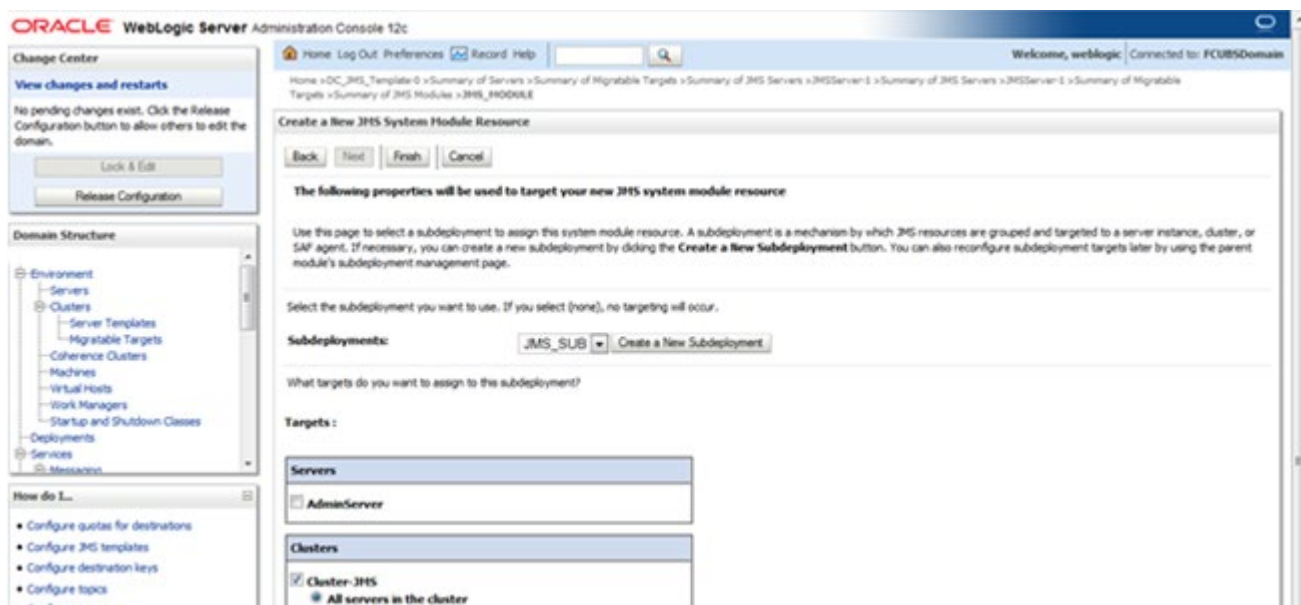 ORACLE WebLogic Server Administration Console 12c
Change Center
View changes and restarts
No pending changes exist. Click the Release
Configuration button to allow others to edit the
domain.
Lock & Edit
Release Configuration
Domain Structure
Environment
Servers
Clusters
Server Templates
Migratable Targets
Coherence Clusters
Machines
Virtual Hosts
Work Managers
Startup and Shutdown Classes
Deployments
Services
Messaging
How do I...
Configure quotas for destinations
Configure JMS templates
Configure destination keys
Configure topics
Home Log Out Preferences Record Help
Welcome, weblogic Connected to: FCUBSDomain
Home >DC_JMS_Template-0 >Summary of Servers >Summary of Migratable Targets >Summary of JMS Servers >JMSServer-1 >Summary of JMS Servers >JMSServer-1 >Summary of Migratable
Targets >Summary of JMS Modules >JMS_MODULE
Create a New JMS System Module Resource
Back Next Finish Cancel
The following properties will be used to target your new JMS system module resource
Use this page to select a subdeployment to assign this system module resource. A subdeployment is a mechanism by which JMS resources are grouped and targeted to a server instance, cluster, or
SAF agent. If necessary, you can create a new subdeployment by clicking the Create a New Subdeployment button. You can also reconfigure subdeployment targets later by using the parent
module's subdeployment management page.
Select the subdeployment you want to use. If you select (none), no targeting will occur.
Subdeployments: JMS_SUB Create a New Subdeployment
What targets do you want to assign to this subdeployment?
Targets :
Servers
AdminServer
Clusters
Cluster-JMS
All servers in the cluster